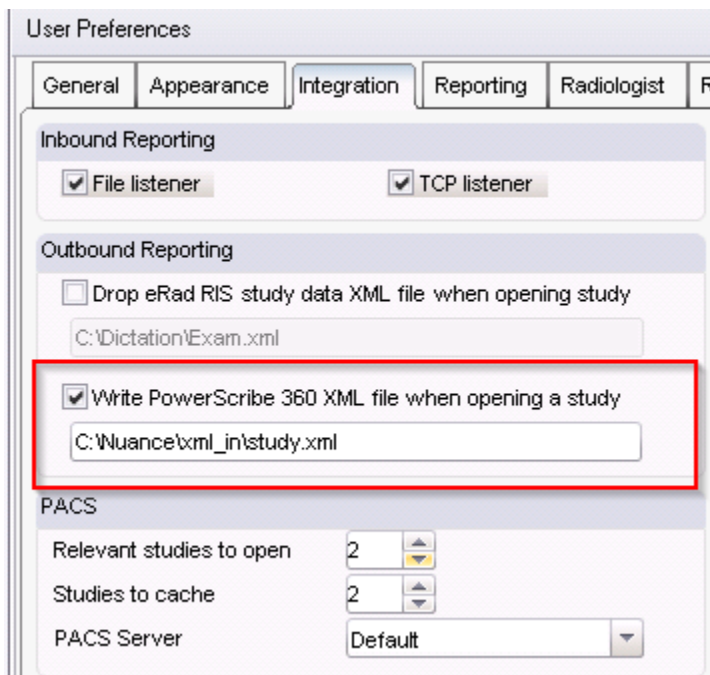 User Preferences
General Appearance Integration Reporting Radiologist
Inbound Reporting
File listener TCP listener
Outbound Reporting
Drop eRad RIS study data XML file when opening study
C:\Dictation\Exam.xml
Write PowerScribe 360 XML file when opening a study
C:\Nuance\xml_in\study.xml
PACS
Relevant studies to open 2
Studies to cache 2
PACS Server Default